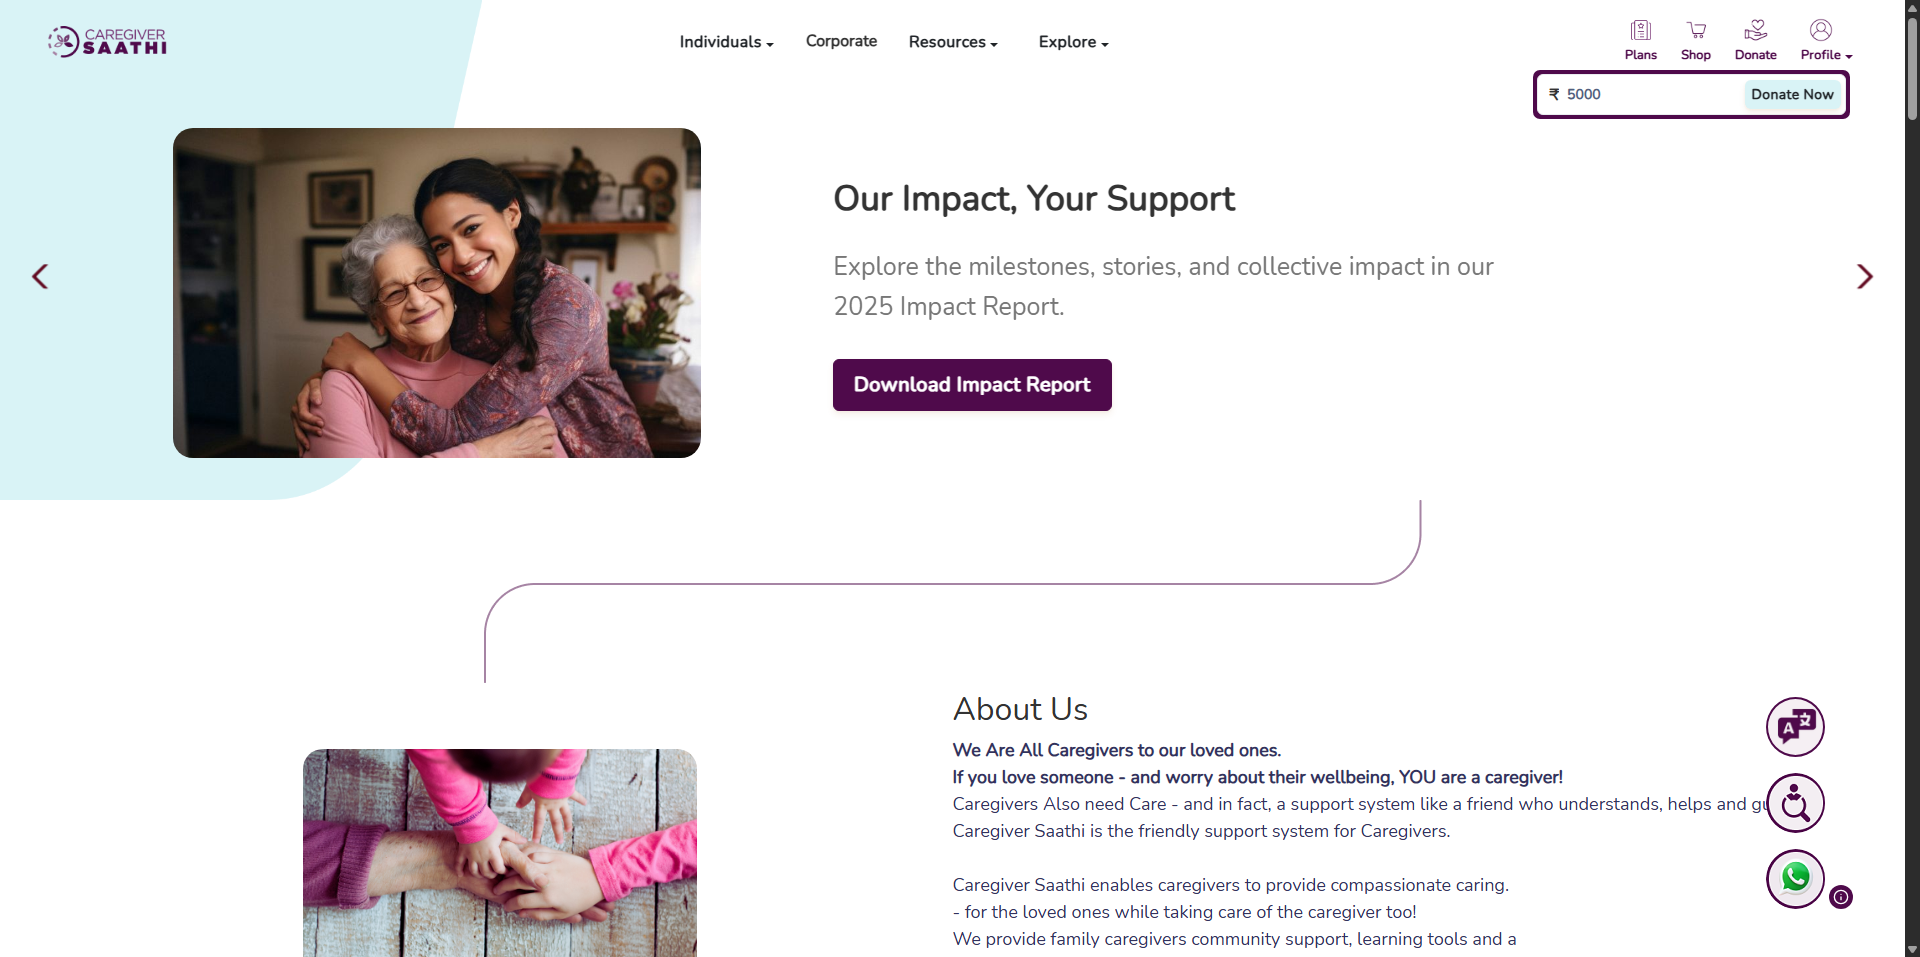 CAREGIVER
SAATHI
Individuals
Corporate
Resources
Explore
Plans
Shop
Donate
Profile
₹ 5000
Donate Now
Our Impact, Your Support
Explore the milestones, stories, and collective impact in our
2025 Impact Report.
Download Impact Report
About Us
We Are All Caregivers to our loved ones.
If you love someone - and worry about their wellbeing, YOU are a caregiver!
Caregivers Also need Care - and in fact, a support system like a friend who understands, helps and
Caregiver Saathi is the friendly support system for Caregivers.
Caregiver Saathi enables caregivers to provide compassionate caring.
- for the loved ones while taking care of the caregiver too!
We provide family caregivers community support, learning tools and a
A 文